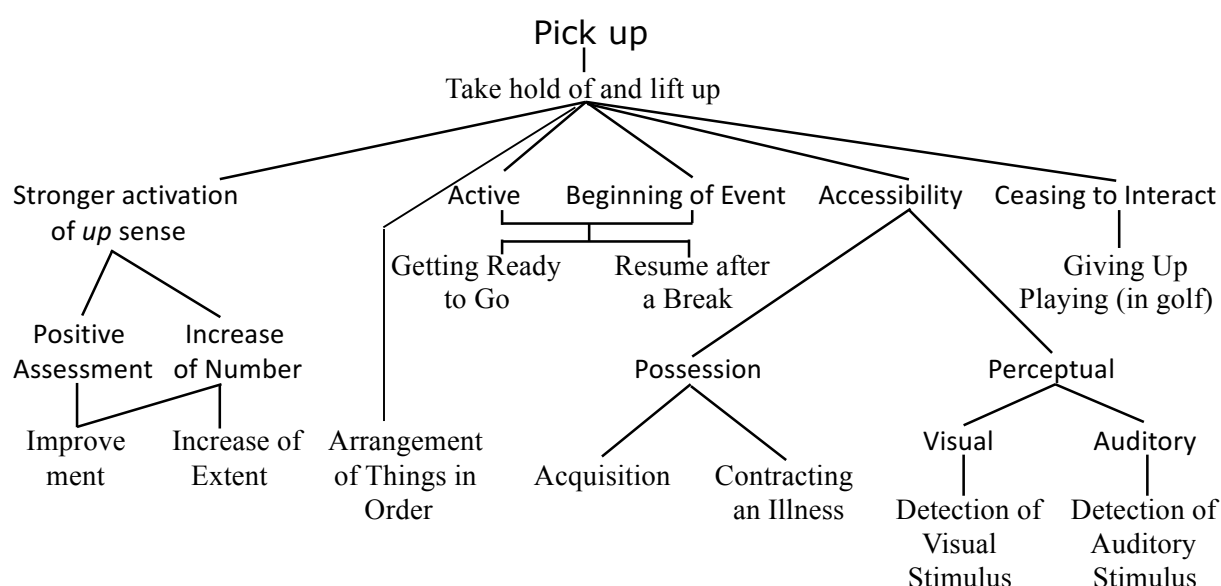 Pick up
Take hold of and lift up
Stronger activation
of up sense
Active
Beginning of Event
Accessibility
Ceasing to Interact
Getting Ready
to Go
Resume after
a Break
Giving Up
Playing (in golf)
Positive
Assessment
Increase
of Number
Possession
Perceptual
Improve
ment
Increase of
Extent
Arrangement
of Things in
Order
Acquisition
Contracting
an Illness
Visual
Auditory
Detection of
Visual
Stimulus
Detection of
Auditory
Stimulus